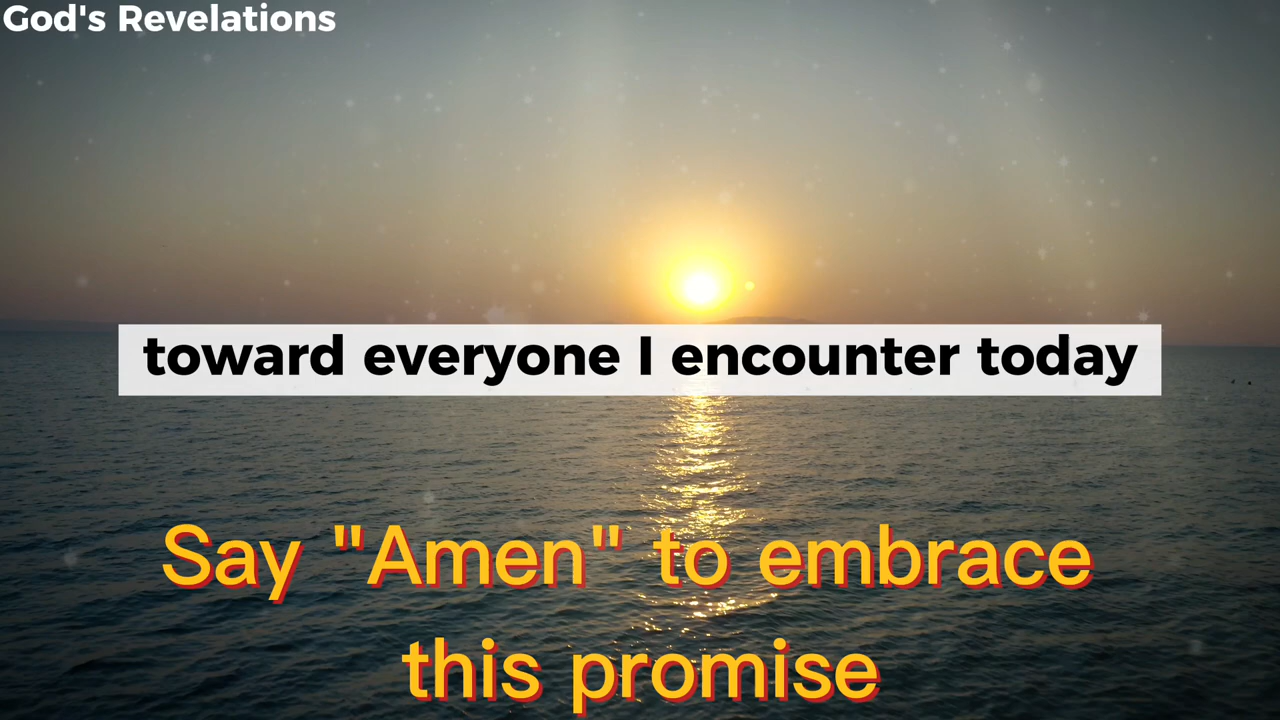 God's Revelations
toward everyone I encounter today
Say "Amen" to embrace
this promise